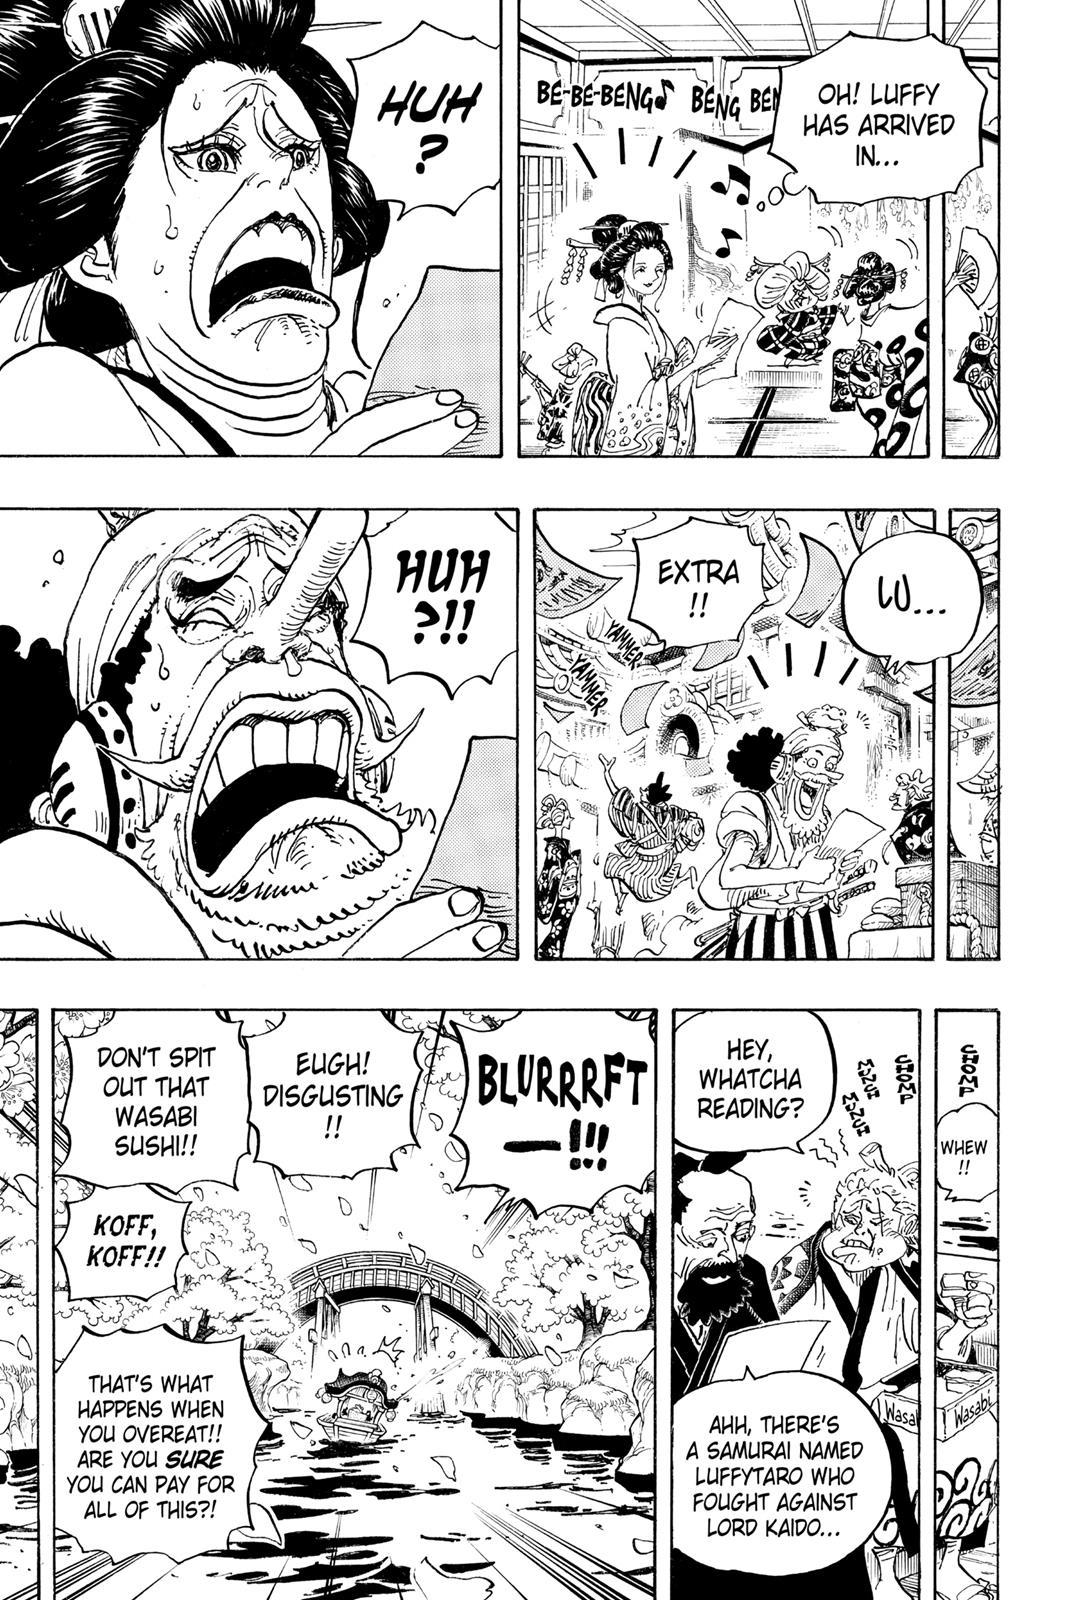 OH! LUFFY
HAS ARRIVED
IN...
BE-BE-BENG♪
BENG
BEN
HUH
?
LU...
EXTRA
!!
YAMMER
YAMMER
HUH
?!!
CHOMP
CHOMP
WHEW
!!
CHOMP
CHOMP
MUNCH
MUNCH
HEY,
WHATCHA
READING?
Wasabi
Wasa
AHH, THERE'S
A SAMURAI NAMED
LUFFYTARO WHO
FOUGHT AGAINST
LORD KAIDO...
BLURRRFT
—!!!
EUGH!
DISGUSTING
!!
DON'T SPIT
OUT THAT
WASABI
SUSHI!!
KOFF,
KOFF!!
THAT'S WHAT
HAPPENS WHEN
YOU OVEREAT!!
ARE YOU SURE
YOU CAN PAY FOR
ALL OF THIS?!